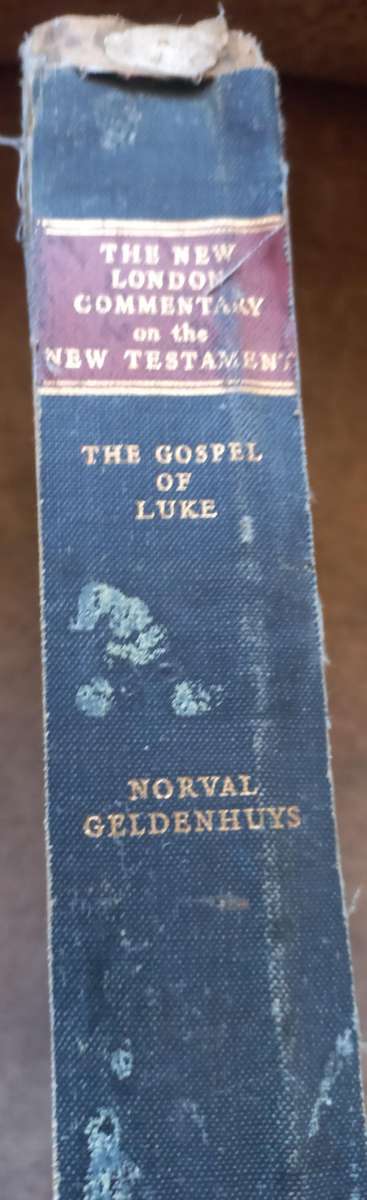 THE NEW
LONDON
COMMENTARY
on the
NEW TESTAMENT
THE GOSPEL
OF
LUKE
NORVAL
GELDENHUYS